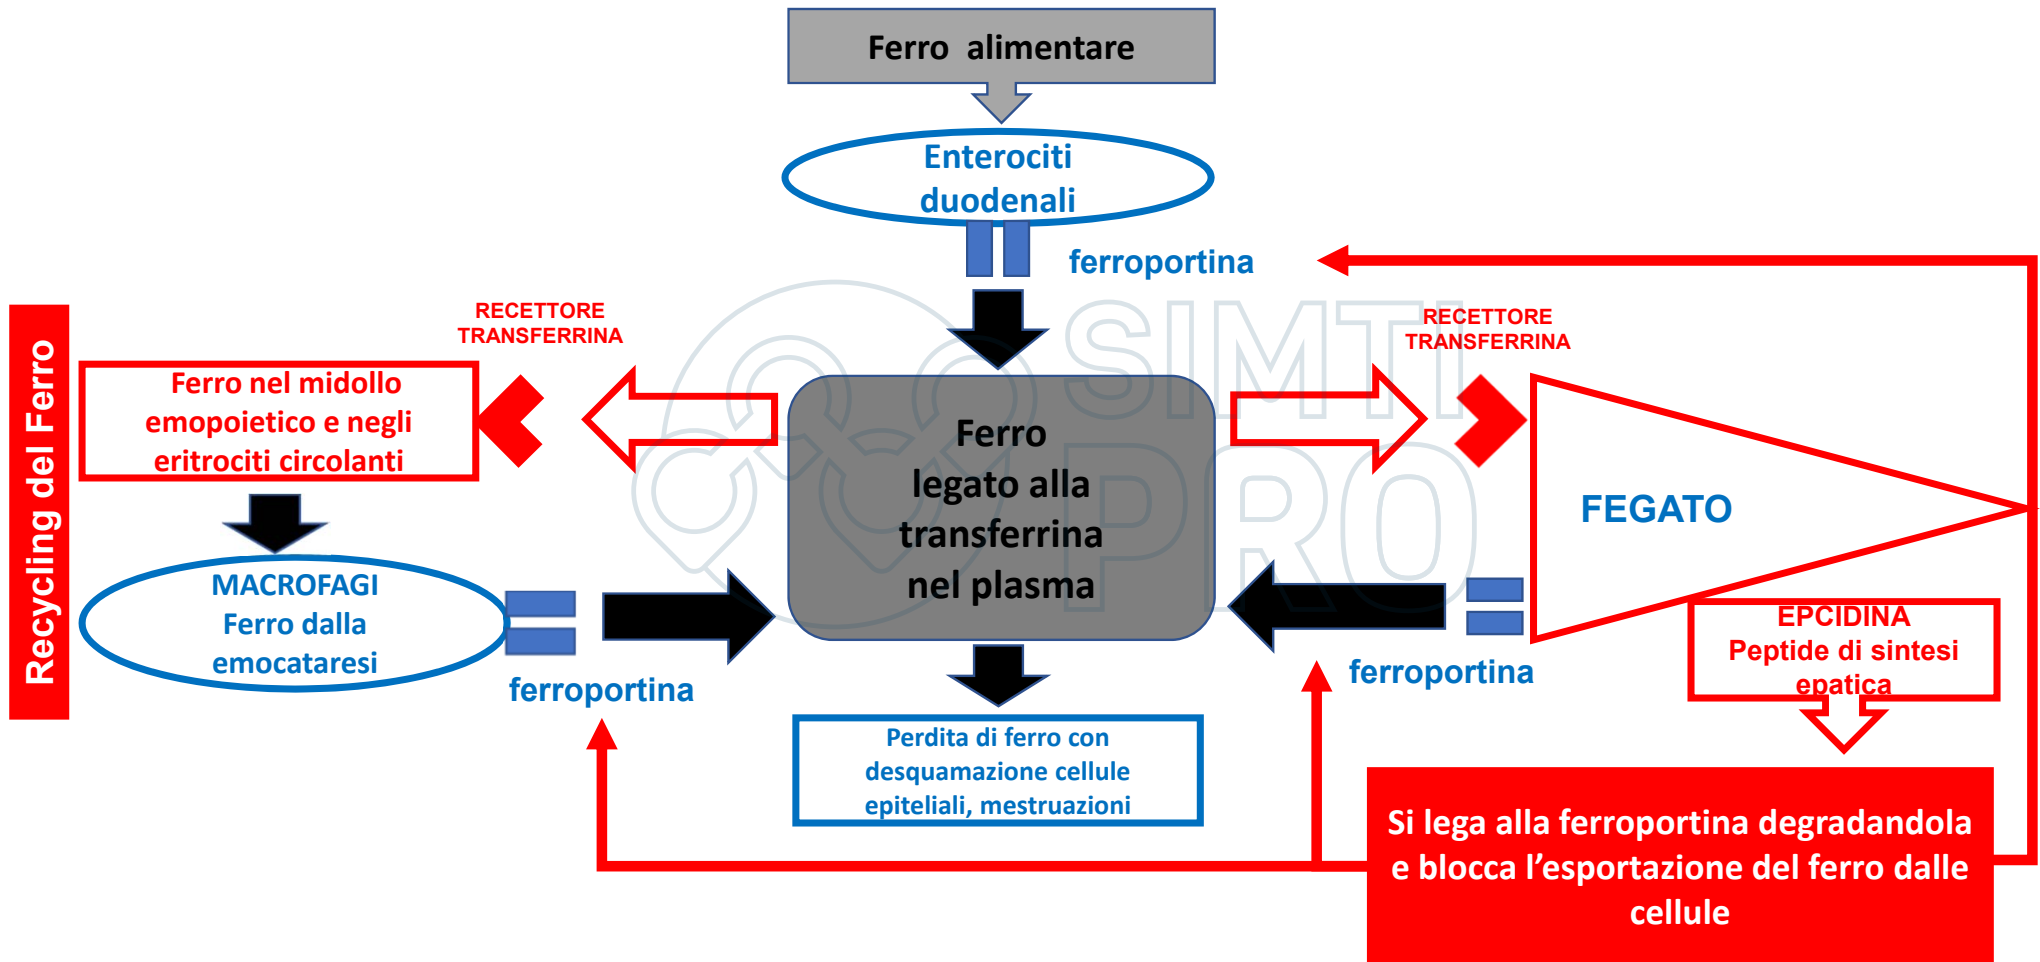 Ferro alimentare
Enterociti
duodenali
ferroportina
RECETTORE
TRANSFERRINA
RECETTORE
TRANSFERRINA
Recycling del Ferro
Ferro nel midollo
emopoietico e negli
eritrociti circolanti
Ferro
legato alla
transferrina
nel plasma
FEGATO
MACROFAGI
Ferro dalla
emocataresi
ferroportina
ferroportina
EPCIDINA
Peptide di sintesi
epatica
Perdita di ferro con
desquamazione cellule
epiteliali, mestruazioni
Si lega alla ferroportina degradandola
e blocca l’esportazione del ferro dalle
cellule
SIMTI
PRO